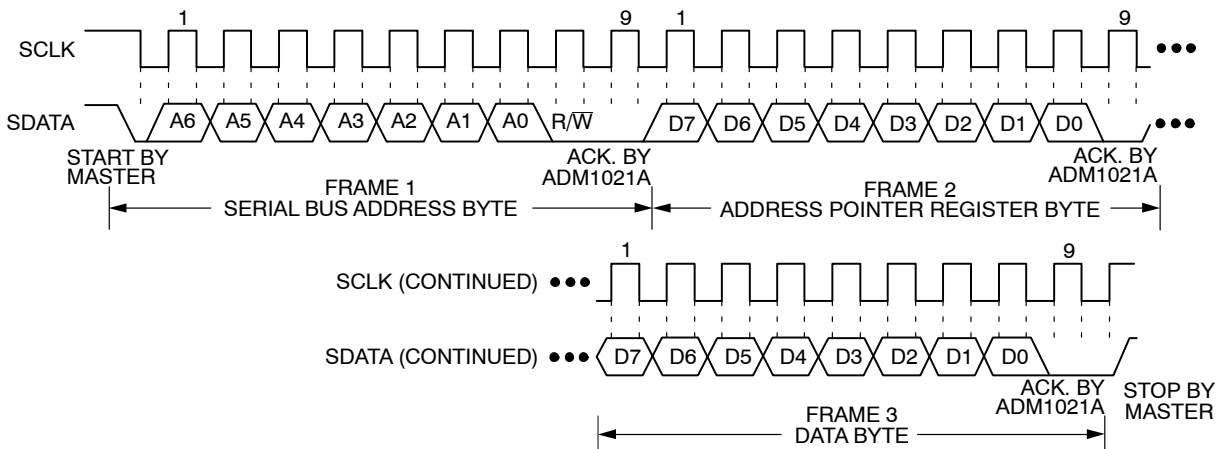 1 9 1 9
SCLK
SDATA A6 A5 A4 A3 A2 A1 A0 R/W̅ D7 D6 D5 D4 D3 D2 D1 D0
START BY
MASTER
ACK. BY
ADM1021A
ACK. BY
ADM1021A
FRAME 1
SERIAL BUS ADDRESS BYTE
FRAME 2
ADDRESS POINTER REGISTER BYTE
1 9
SCLK (CONTINUED)
SDATA (CONTINUED) D7 D6 D5 D4 D3 D2 D1 D0
ACK. BY
ADM1021A
STOP BY
MASTER
FRAME 3
DATA BYTE